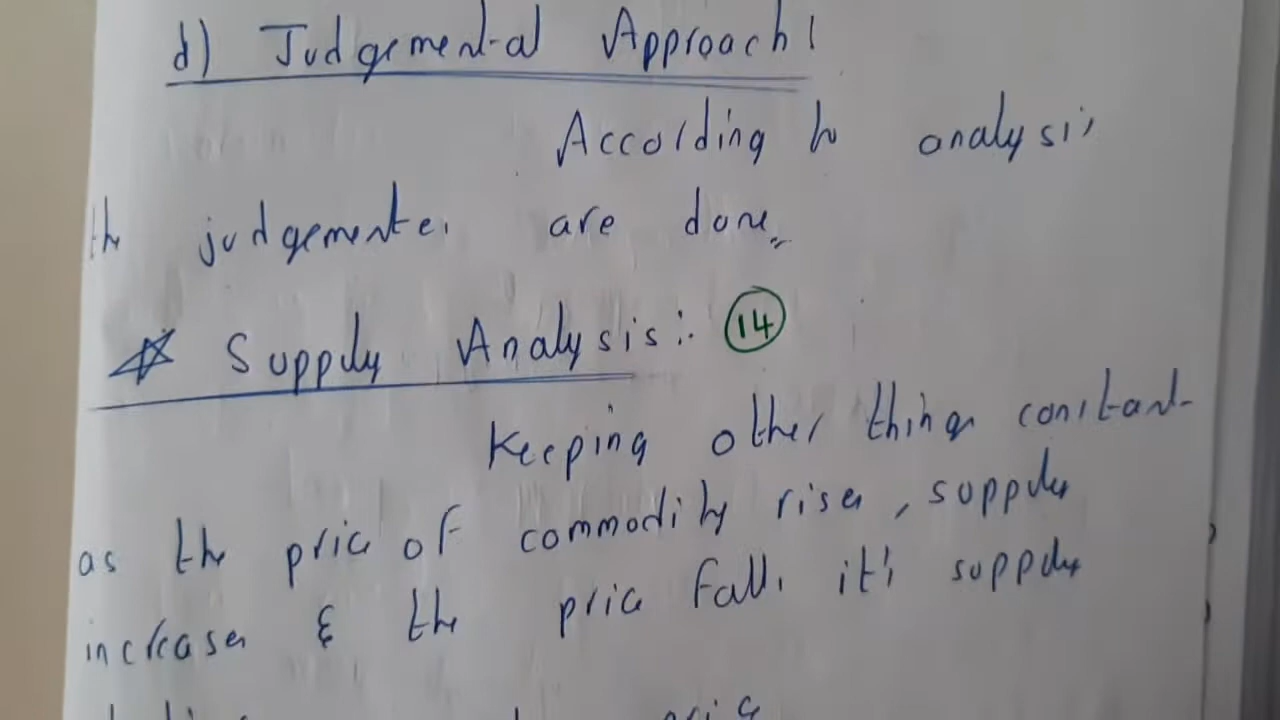 d) Judgemental Approach:
According to analysis
the judgementes are done.
☆ Supply Analysis:- 14
Keeping other things constant
as the price of commodity rises, supply
increases & the price falls it's supply